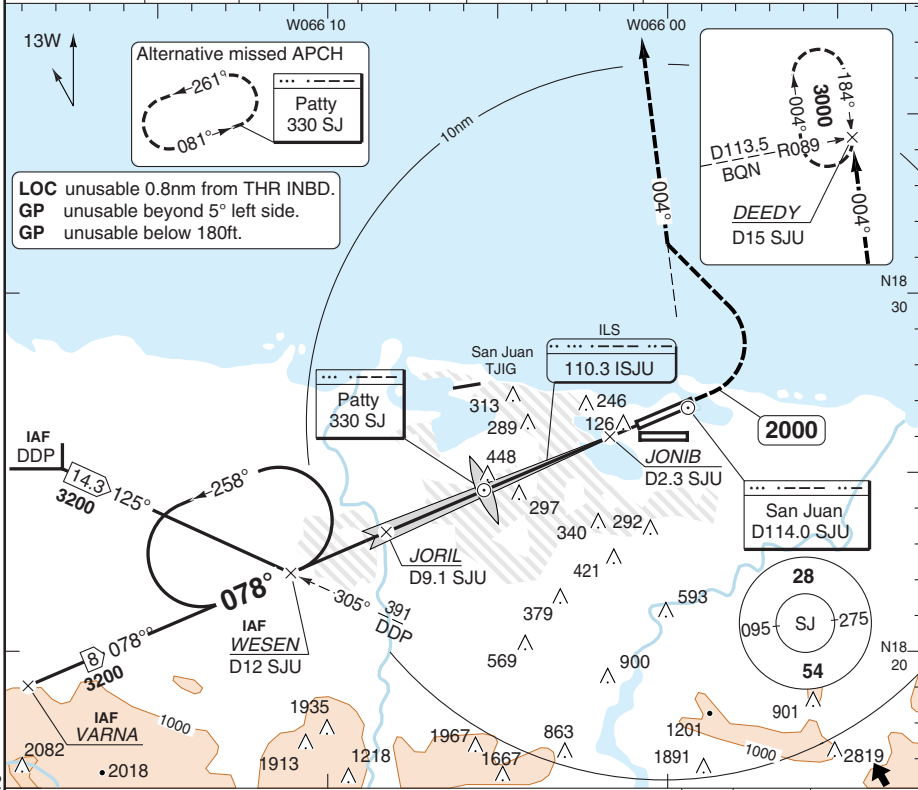 W066 10
W066 00
13W
Alternative missed APCH
261°
081°
Patty
330 SJ
LOC unusable 0.8nm from THR INBD.
GP unusable beyond 5° left side.
GP unusable below 180ft.
10nm
004°
3000
184°
004°
D113.5
R089
BQN
DEEDY
D15 SJU
004°
N18
30
ILS
110.3 ISJU
San Juan
TJIG
Patty
330 SJ
313
289
246
126
448
297
JONIB
D2.3 SJU
2000
San Juan
D114.0 SJU
IAF
DDP
14.3
125°
3200
258°
078°
JORIL
D9.1 SJU
340
292
421
379
593
569
900
305°
391
DDP
IAF
WESEN
D12 SJU
8
078°
3200
IAF
VARNA
28
095
SJ
275
54
N18
20
1000
2082
2018
1935
1913
1218
1967
1667
863
1201
1891
1000
901
2819